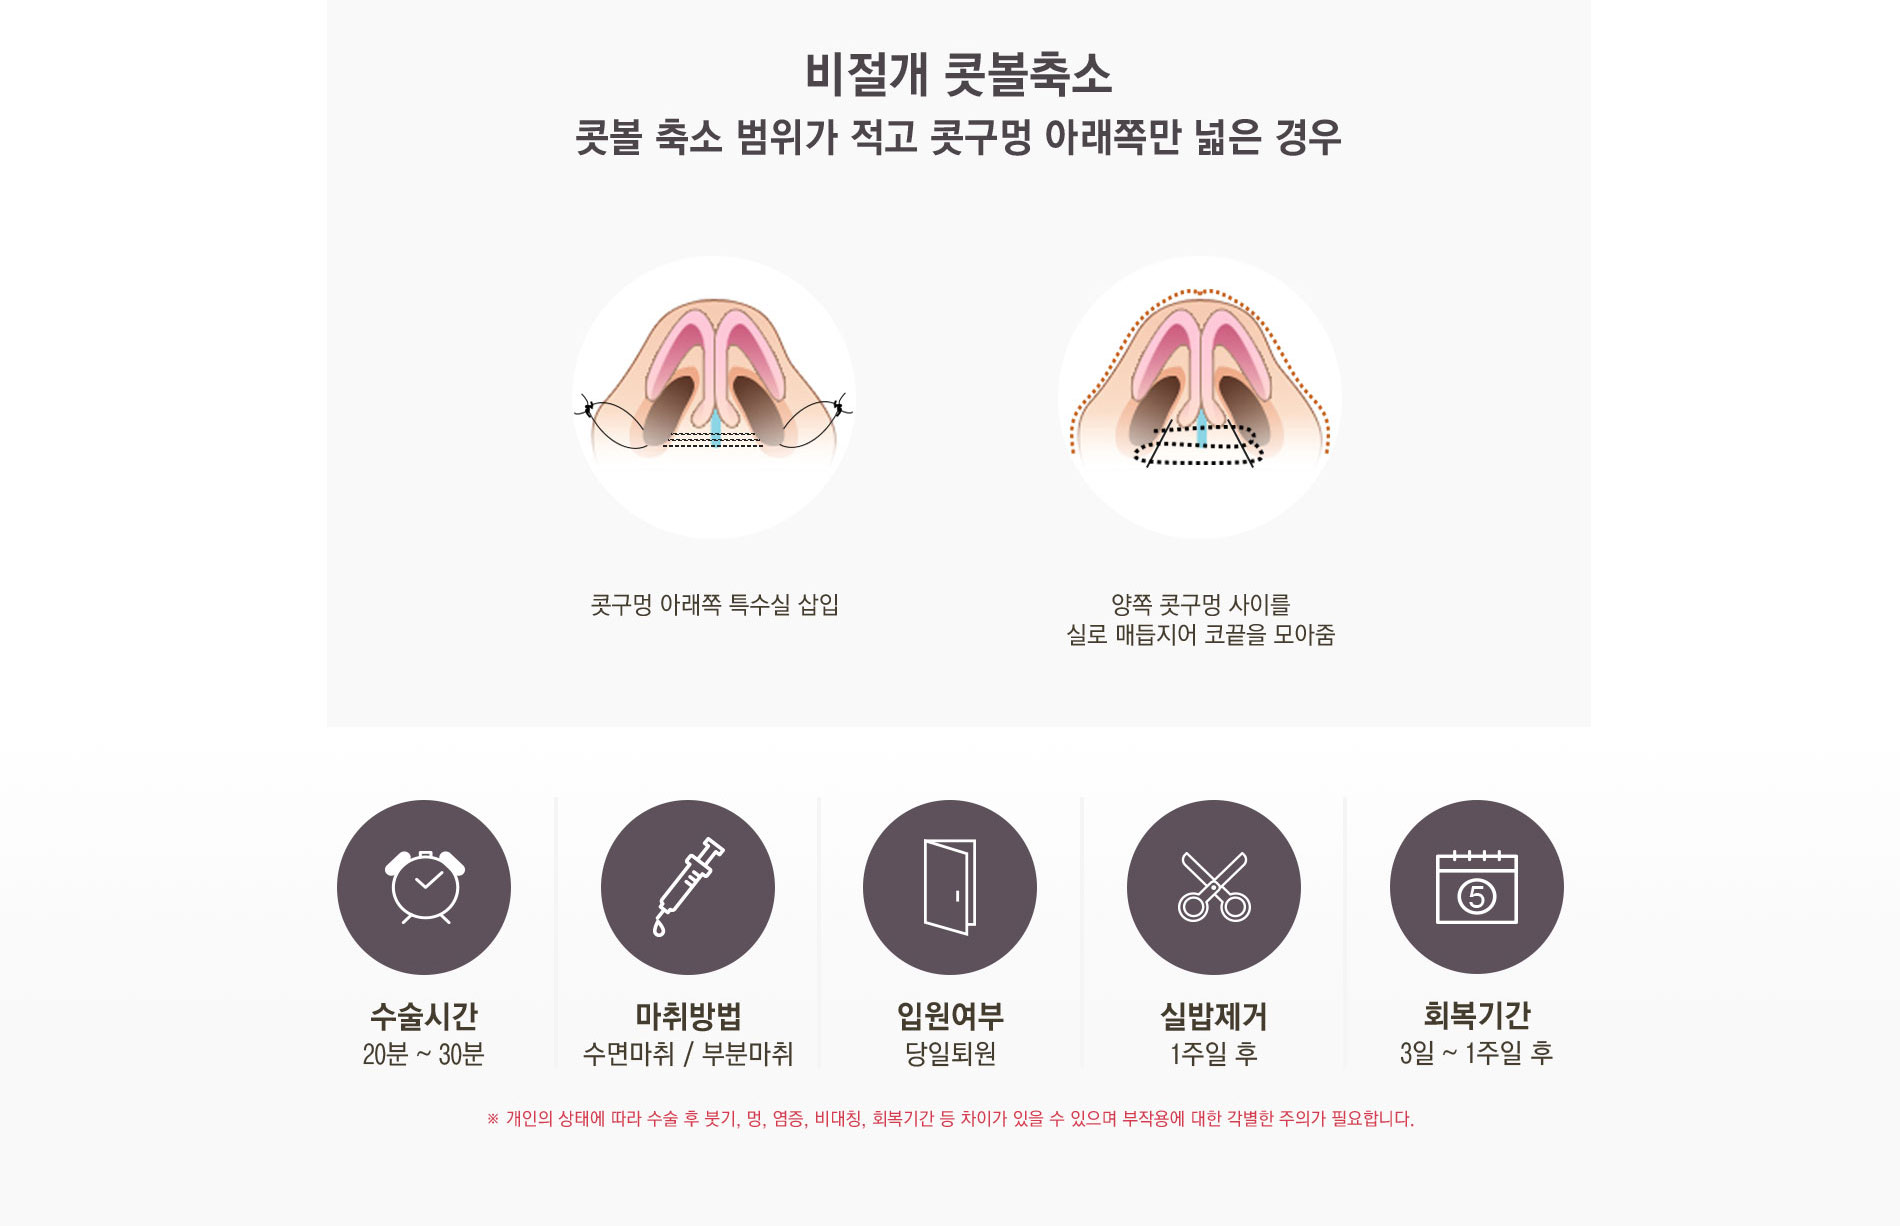 비절개 콧볼축소
콧볼 축소 범위가 적고 콧구멍 아래쪽만 넓은 경우
콧구멍 아래쪽 특수실 삽입
양쪽 콧구멍 사이를
실로 매듭지어 코끝을 모아줌
5
수술시간
20분 ~ 30분
마취방법
수면마취 / 부분마취
입원여부
당일퇴원
실밥제거
1주일 후
회복기간
3일 ~ 1주일 후
※ 개인의 상태에 따라 수술 후 붓기, 멍, 염증, 비대칭, 회복기간 등 차이가 있을 수 있으며 부작용에 대한 각별한 주의가 필요합니다.